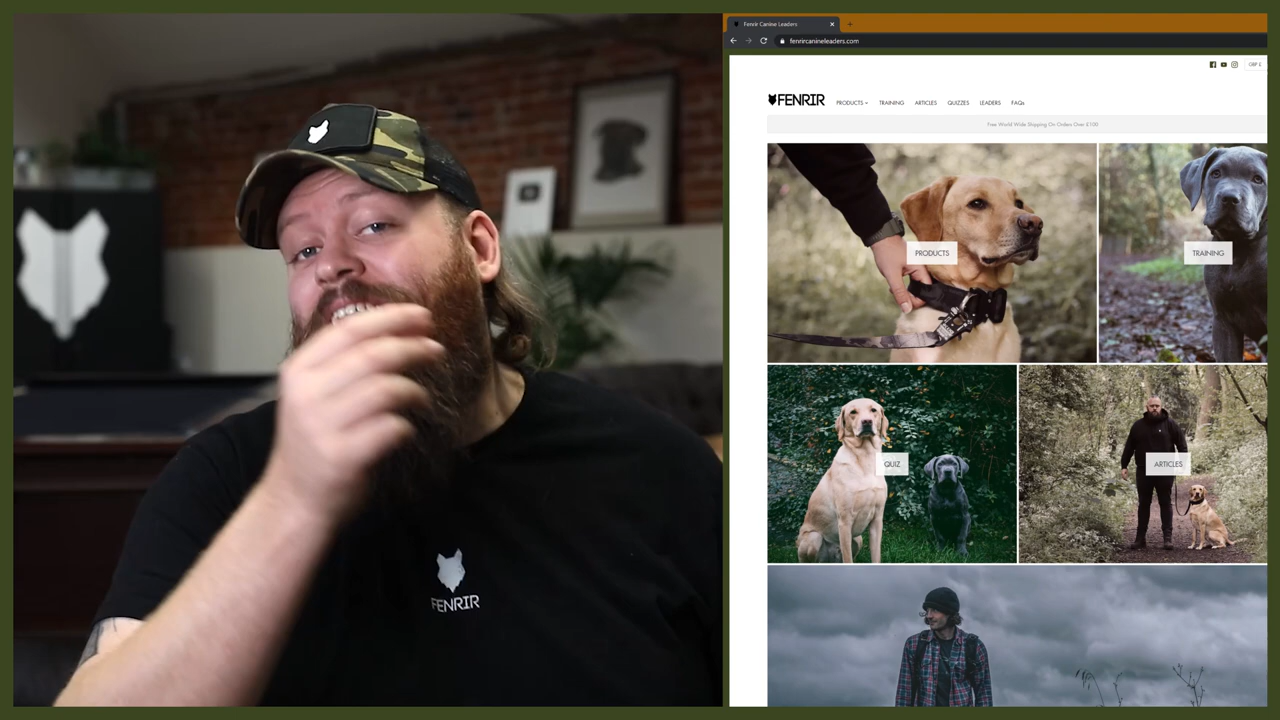 FENRIR
Fenrir Canine Leaders
fenrircanineleaders.com
GBP £
FENRIR
PRODUCTS
TRAINING
ARTICLES
QUIZZES
LEADERS
FAQs
Free World Wide Shipping On Orders Over £100
PRODUCTS
TRAINING
QUIZ
ARTICLES